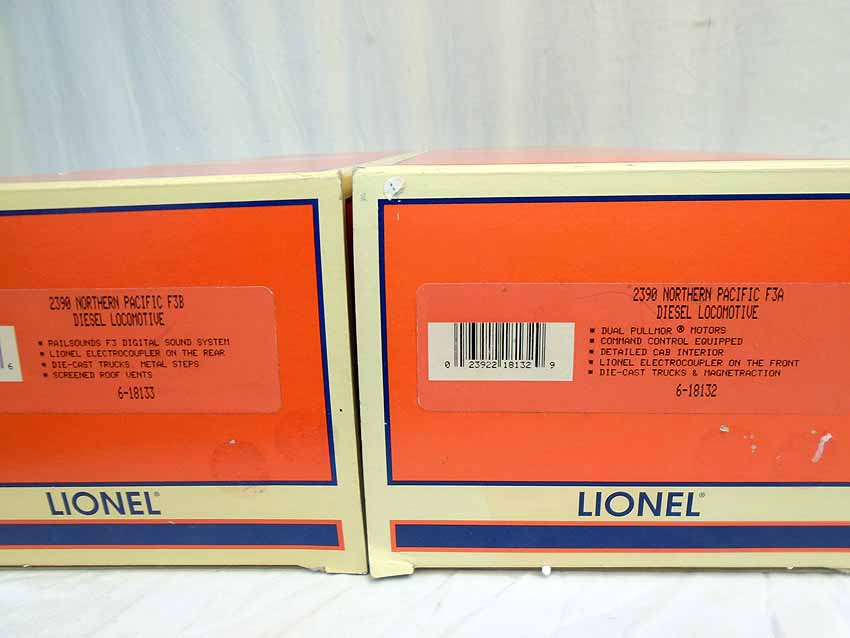 2390 NORTHERN PACIFIC F3B
DIESEL LOCOMOTIVE
■ RAILSOUNDS F3 DIGITAL SOUND SYSTEM
■ LIONEL ELECTROCOUPLER ON THE REAR
■ DIE-CAST TRUCKS, METAL STEPS
■ SCREENED ROOF VENTS
6
6-18133
LIONEL®
2390 NORTHERN PACIFIC F3A
DIESEL LOCOMOTIVE
■ DUAL PULLMOR ® MOTORS
■ COMMAND CONTROL EQUIPPED
■ DETAILED CAB INTERIOR
■ LIONEL ELECTROCOUPLER ON THE FRONT
■ DIE-CAST TRUCKS & MAGNETRACTION
0 23922 18132 9
6-18132
LIONEL®